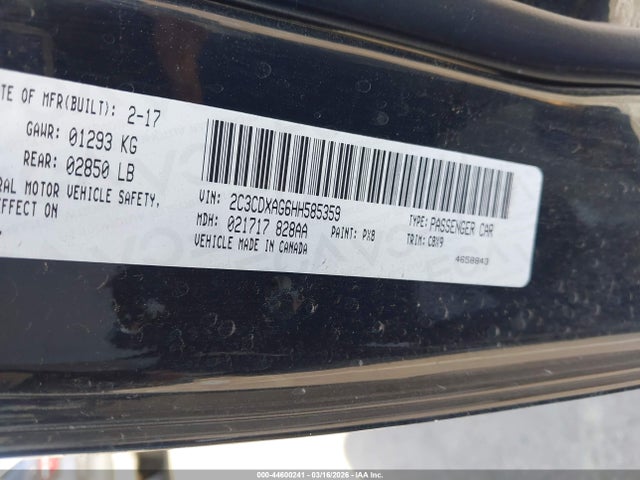 TE OF MFR(BUILT): 2-17
GAWR: 01293 KG
REAR: 02850 LB
RAL MOTOR VEHICLE SAFETY,
EFFECT ON
VIN: 2C3CDXAG6HH585359
TYPE: PASSENGER CAR
MDH: 021717 828AA
PAINT: PX8
TRIM: C8X9
VEHICLE MADE IN CANADA
4658843
000-44600241 - 03/16/2026 - IAA Inc.